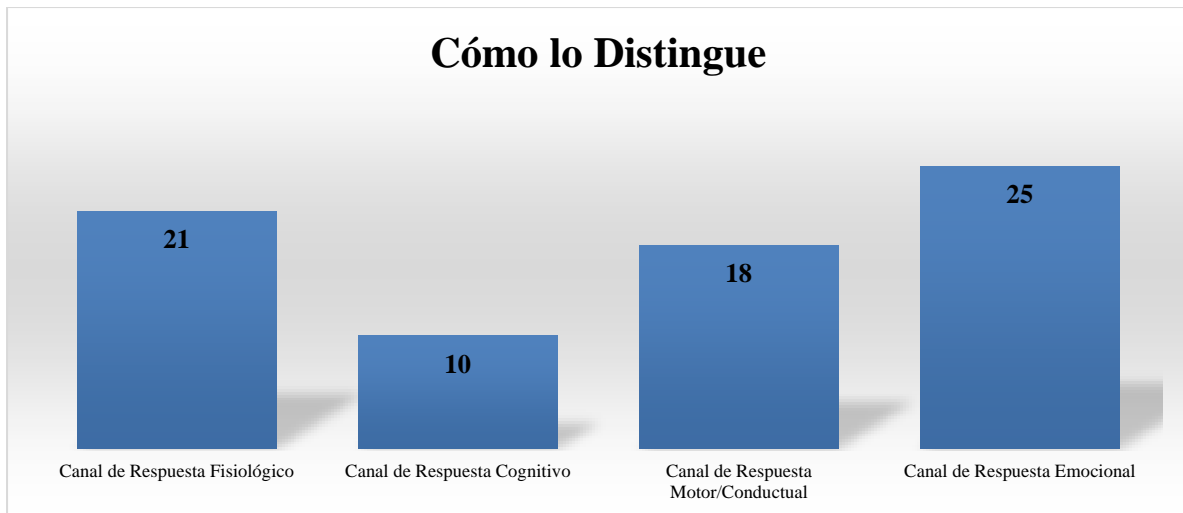 Cómo lo Distingue
21
10
18
25
Canal de Respuesta Fisiológico
Canal de Respuesta Cognitivo
Canal de Respuesta
Motor/Conductual
Canal de Respuesta Emocional